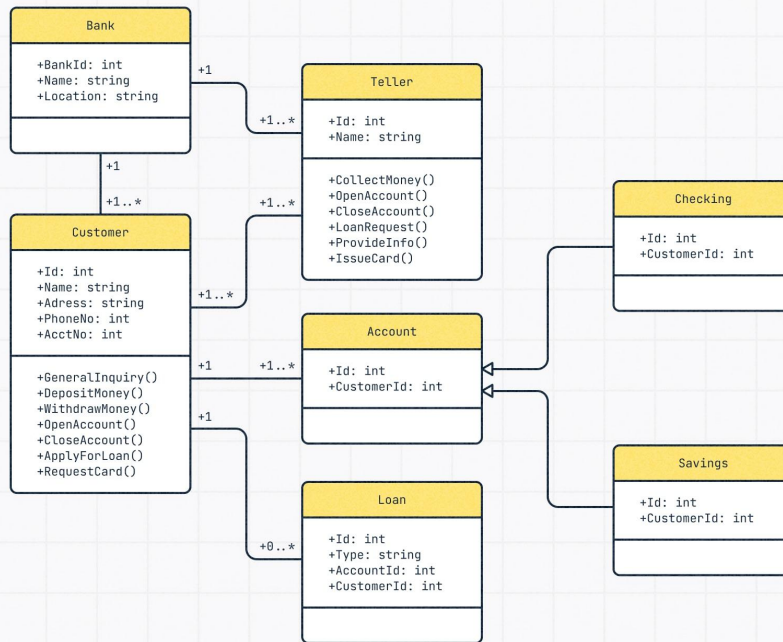 Bank
+BankId: int
+Name: string
+Location: string
+1
+1..*
Teller
+Id: int
+Name: string
+CollectMoney()
+OpenAccount()
+CloseAccount()
+LoanRequest()
+ProvideInfo()
+IssueCard()
+1
+1..*
Customer
+Id: int
+Name: string
+Adress: string
+PhoneNo: int
+AcctNo: int
+GeneralInquiry()
+DepositMoney()
+WithdrawMoney()
+OpenAccount()
+CloseAccount()
+ApplyForLoan()
+RequestCard()
+1..*
+1..*
+1
+1..*
Account
+Id: int
+CustomerId: int
Checking
+Id: int
+CustomerId: int
Savings
+Id: int
+CustomerId: int
+1
+0..*
Loan
+Id: int
+Type: string
+AccountId: int
+CustomerId: int